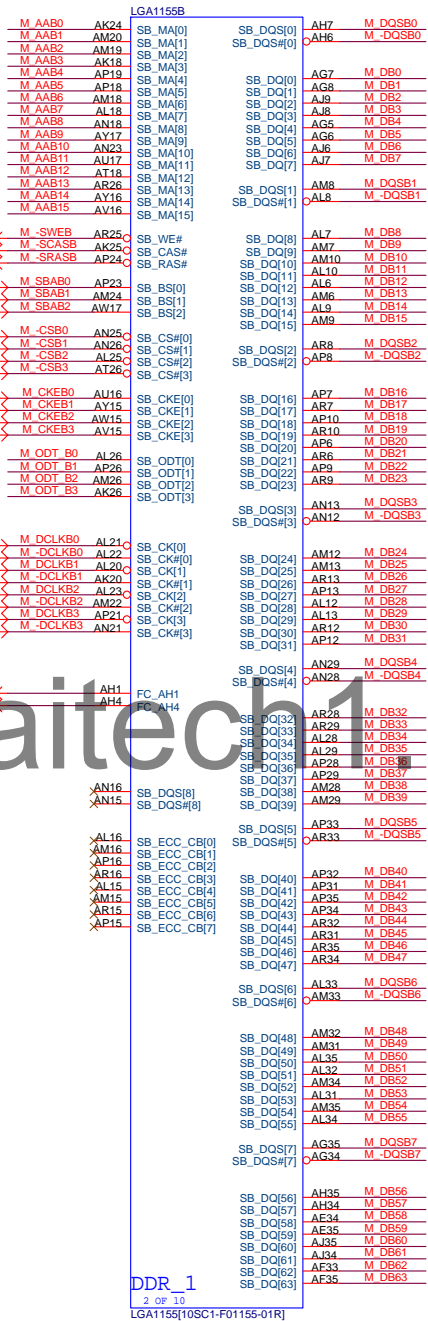 LGA1155B
M_AAB0 AK24 SB_MA[0]
M_AAB1 AM20 SB_MA[1]
M_AAB2 AM19 SB_MA[2]
M_AAB3 AK18 SB_MA[3]
M_AAB4 AP19 SB_MA[4]
M_AAB5 AP18 SB_MA[5]
M_AAB6 AM18 SB_MA[6]
M_AAB7 AL18 SB_MA[7]
M_AAB8 AN18 SB_MA[8]
M_AAB9 AY17 SB_MA[9]
M_AAB10 AN23 SB_MA[10]
M_AAB11 AU17 SB_MA[11]
M_AAB12 AT18 SB_MA[12]
M_AAB13 AR26 SB_MA[13]
M_AAB14 AY16 SB_MA[14]
M_AAB15 AV16 SB_MA[15]
M_-SWEB AR25 SB_WE#
M_-SCASB AK25 SB_CAS#
M_-SRASB AP24 SB_RAS#
M_SBAB0 AP23 SB_BS[0]
M_SBAB1 AM24 SB_BS[1]
M_SBAB2 AW17 SB_BS[2]
M_-CSB0 AN25 SB_CS#[0]
M_-CSB1 AN26 SB_CS#[1]
M_-CSB2 AL25 SB_CS#[2]
M_-CSB3 AT26 SB_CS#[3]
M_CKEB0 AU16 SB_CKE[0]
M_CKEB1 AY15 SB_CKE[1]
M_CKEB2 AW15 SB_CKE[2]
M_CKEB3 AV15 SB_CKE[3]
M_ODT_B0 AL26 SB_ODT[0]
M_ODT_B1 AP26 SB_ODT[1]
M_ODT_B2 AM26 SB_ODT[2]
M_ODT_B3 AK26 SB_ODT[3]
M_DCLKB0 AL21 SB_CK[0]
M_-DCLKB0 AL22 SB_CK#[0]
M_DCLKB1 AL20 SB_CK[1]
M_-DCLKB1 AK20 SB_CK#[1]
M_DCLKB2 AL23 SB_CK[2]
M_-DCLKB2 AM22 SB_CK#[2]
M_DCLKB3 AP21 SB_CK[3]
M_-DCLKB3 AN21 SB_CK#[3]
AH1 FC_AH1
AH4 FC_AH4
AN16 SB_DQS[8]
AN15 SB_DQS#[8]
AL16 SB_ECC_CB[0]
AM16 SB_ECC_CB[1]
AP16 SB_ECC_CB[2]
AR16 SB_ECC_CB[3]
AL15 SB_ECC_CB[4]
AM15 SB_ECC_CB[5]
AR15 SB_ECC_CB[6]
AP15 SB_ECC_CB[7]
SB_DQS[0] AH7 M_DQSB0
SB_DQS#[0] AH6 M_-DQSB0
SB_DQ[0] AG7 M_DB0
SB_DQ[1] AG8 M_DB1
SB_DQ[2] AJ9 M_DB2
SB_DQ[3] AJ8 M_DB3
SB_DQ[4] AG5 M_DB4
SB_DQ[5] AG6 M_DB5
SB_DQ[6] AJ6 M_DB6
SB_DQ[7] AJ7 M_DB7
SB_DQS[1] AM8 M_DQSB1
SB_DQS#[1] AL8 M_-DQSB1
SB_DQ[8] AL7 M_DB8
SB_DQ[9] AM7 M_DB9
SB_DQ[10] AM10 M_DB10
SB_DQ[11] AL10 M_DB11
SB_DQ[12] AL6 M_DB12
SB_DQ[13] AM6 M_DB13
SB_DQ[14] AL9 M_DB14
SB_DQ[15] AM9 M_DB15
SB_DQS[2] AR8 M_DQSB2
SB_DQS#[2] AP8 M_-DQSB2
SB_DQ[16] AP7 M_DB16
SB_DQ[17] AR7 M_DB17
SB_DQ[18] AP10 M_DB18
SB_DQ[19] AR10 M_DB19
SB_DQ[20] AP6 M_DB20
SB_DQ[21] AR6 M_DB21
SB_DQ[22] AP9 M_DB22
SB_DQ[23] AR9 M_DB23
SB_DQS[3] AN13 M_DQSB3
SB_DQS#[3] AN12 M_-DQSB3
SB_DQ[24] AM12 M_DB24
SB_DQ[25] AM13 M_DB25
SB_DQ[26] AR13 M_DB26
SB_DQ[27] AP13 M_DB27
SB_DQ[28] AL12 M_DB28
SB_DQ[29] AL13 M_DB29
SB_DQ[30] AR12 M_DB30
SB_DQ[31] AP12 M_DB31
SB_DQS[4] AN29 M_DQSB4
SB_DQS#[4] AN28 M_-DQSB4
SB_DQ[32] AR28 M_DB32
SB_DQ[33] AR29 M_DB33
SB_DQ[34] AL28 M_DB34
SB_DQ[35] AL29 M_DB35
SB_DQ[36] AP28 M_DB36
SB_DQ[37] AP29 M_DB37
SB_DQ[38] AM28 M_DB38
SB_DQ[39] AM29 M_DB39
SB_DQS[5] AP33 M_DQSB5
SB_DQS#[5] AR33 M_-DQSB5
SB_DQ[40] AP32 M_DB40
SB_DQ[41] AP31 M_DB41
SB_DQ[42] AP35 M_DB42
SB_DQ[43] AP34 M_DB43
SB_DQ[44] AR32 M_DB44
SB_DQ[45] AR31 M_DB45
SB_DQ[46] AR35 M_DB46
SB_DQ[47] AR34 M_DB47
SB_DQS[6] AL33 M_DQSB6
SB_DQS#[6] AM33 M_-DQSB6
SB_DQ[48] AM32 M_DB48
SB_DQ[49] AM31 M_DB49
SB_DQ[50] AL35 M_DB50
SB_DQ[51] AL32 M_DB51
SB_DQ[52] AM34 M_DB52
SB_DQ[53] AL31 M_DB53
SB_DQ[54] AM35 M_DB54
SB_DQ[55] AL34 M_DB55
SB_DQS[7] AG35 M_DQSB7
SB_DQS#[7] AG34 M_-DQSB7
SB_DQ[56] AH35 M_DB56
SB_DQ[57] AH34 M_DB57
SB_DQ[58] AE34 M_DB58
SB_DQ[59] AE35 M_DB59
SB_DQ[60] AJ35 M_DB60
SB_DQ[61] AJ34 M_DB61
SB_DQ[62] AF33 M_DB62
SB_DQ[63] AF35 M_DB63
aitech1.
DDR_1
2 OF 10
LGA1155[10SC1-F01155-01R]